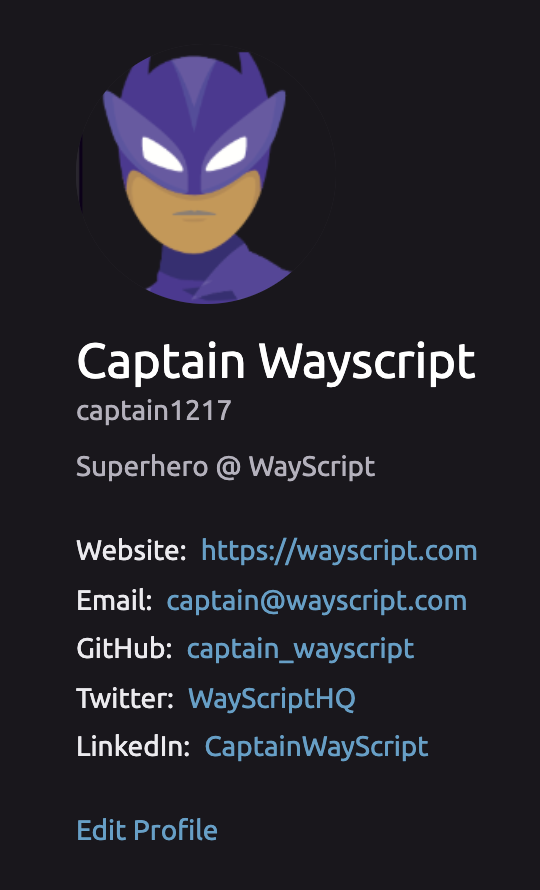 Captain Wayscript
captain1217
Superhero @ WayScript
Website: https://wayscript.com
Email: captain@wayscript.com
GitHub: captain_wayscript
Twitter: WayScriptHQ
LinkedIn: CaptainWayScript
Edit Profile